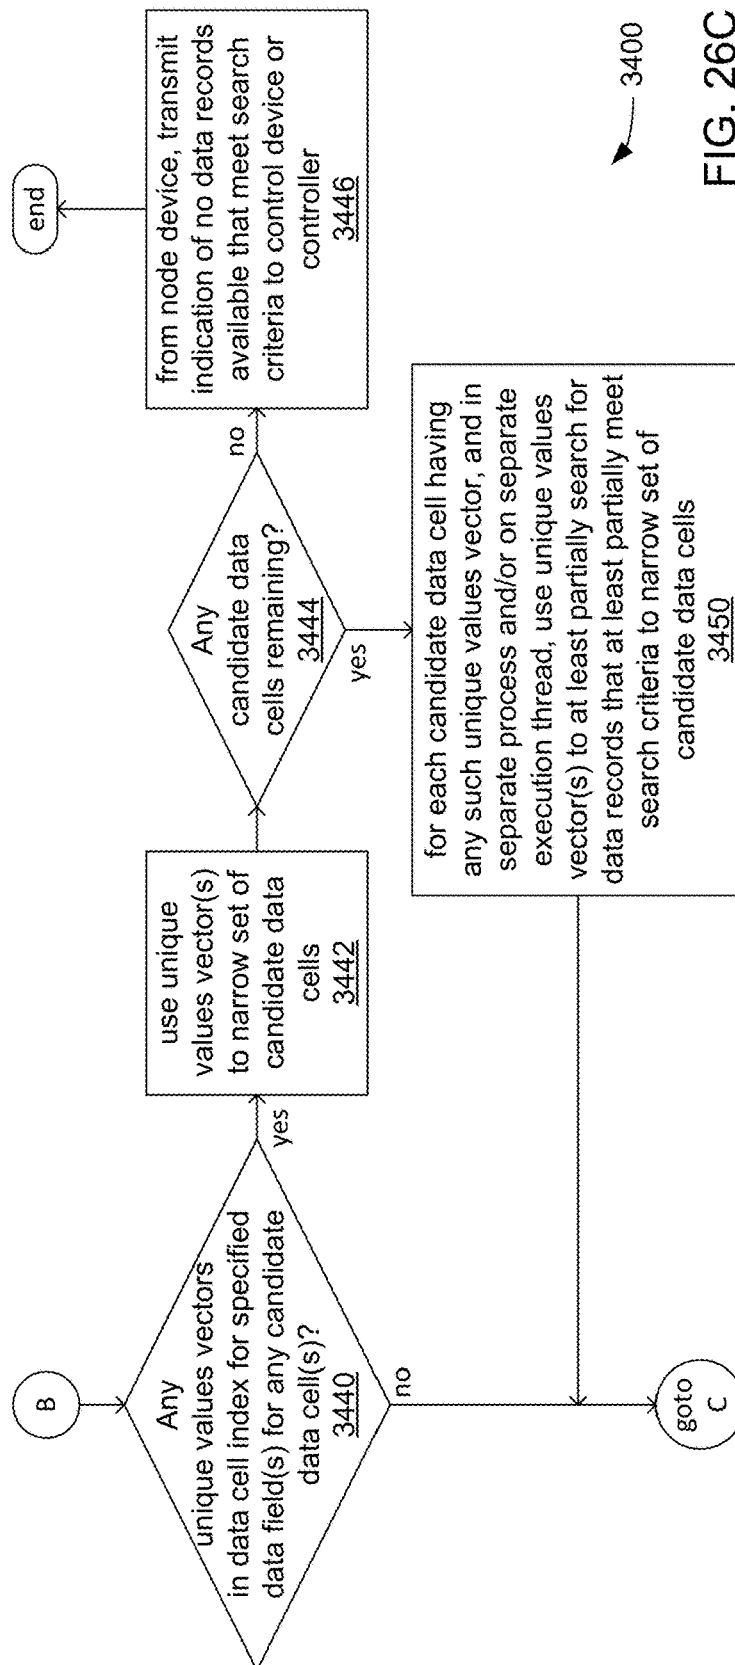 B
Any
unique values vectors
in data cell index for specified
data field(s) for any candidate
data cell(s)?
3440
yes
no
use unique
values vector(s)
to narrow set of
candidate data
cells
3442
Any
candidate data
cells remaining?
3444
no
yes
from node device, transmit
indication of no data records
available that meet search
criteria to control device or
controller
3446
end
for each candidate data cell having
any such unique values vector, and in
separate process and/or on separate
execution thread, use unique values
vector(s) to at least partially search for
data records that at least partially meet
search criteria to narrow set of
candidate data cells
3450
goto
C
3400
FIG. 26C